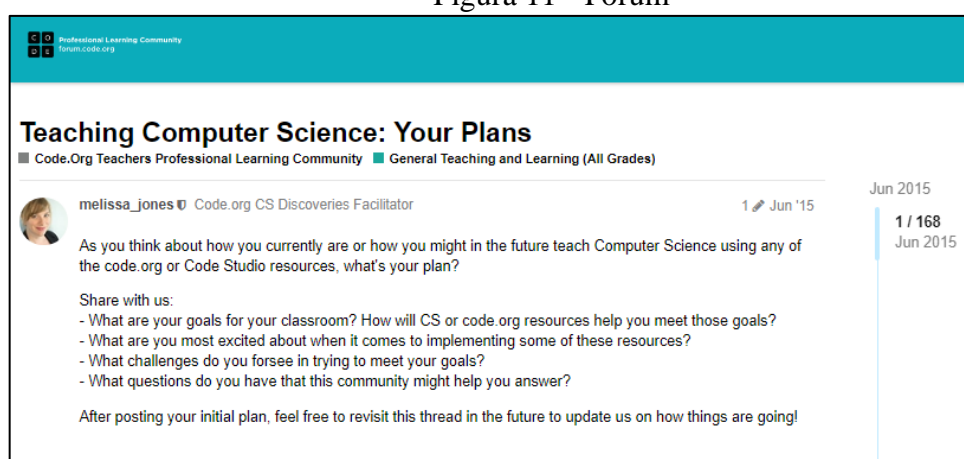 Figura 11 - Fórum
C O Professional Learning Community
D E forum.code.org
Teaching Computer Science: Your Plans
Code.Org Teachers Professional Learning Community General Teaching and Learning (All Grades)
melissa_jones Code.org CS Discoveries Facilitator 1 Jun '15
As you think about how you currently are or how you might in the future teach Computer Science using any of
the code.org or Code Studio resources, what's your plan?
Share with us:
- What are your goals for your classroom? How will CS or code.org resources help you meet those goals?
- What are you most excited about when it comes to implementing some of these resources?
- What challenges do you forsee in trying to meet your goals?
- What questions do you have that this community might help you answer?
After posting your initial plan, feel free to revisit this thread in the future to update us on how things are going!
Jun 2015
1 / 168
Jun 2015